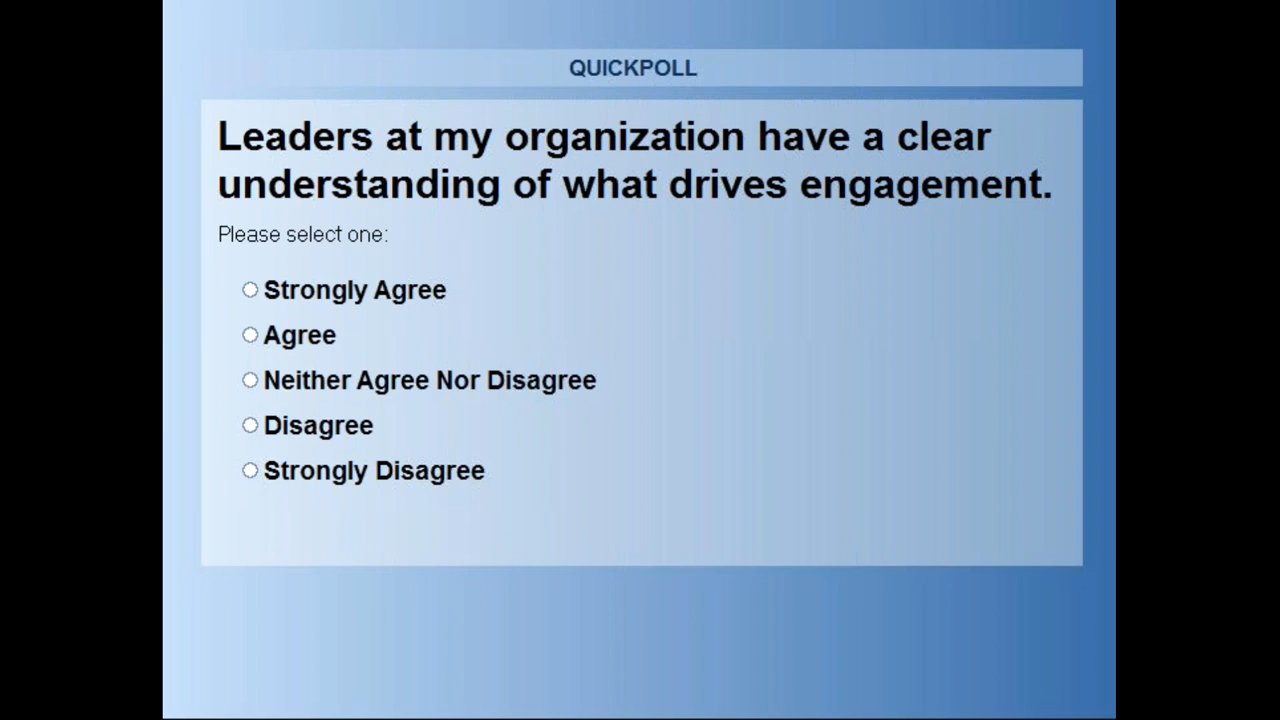 QUICKPOLL
Leaders at my organization have a clear
understanding of what drives engagement.
Please select one:
Strongly Agree
Agree
Neither Agree Nor Disagree
Disagree
Strongly Disagree